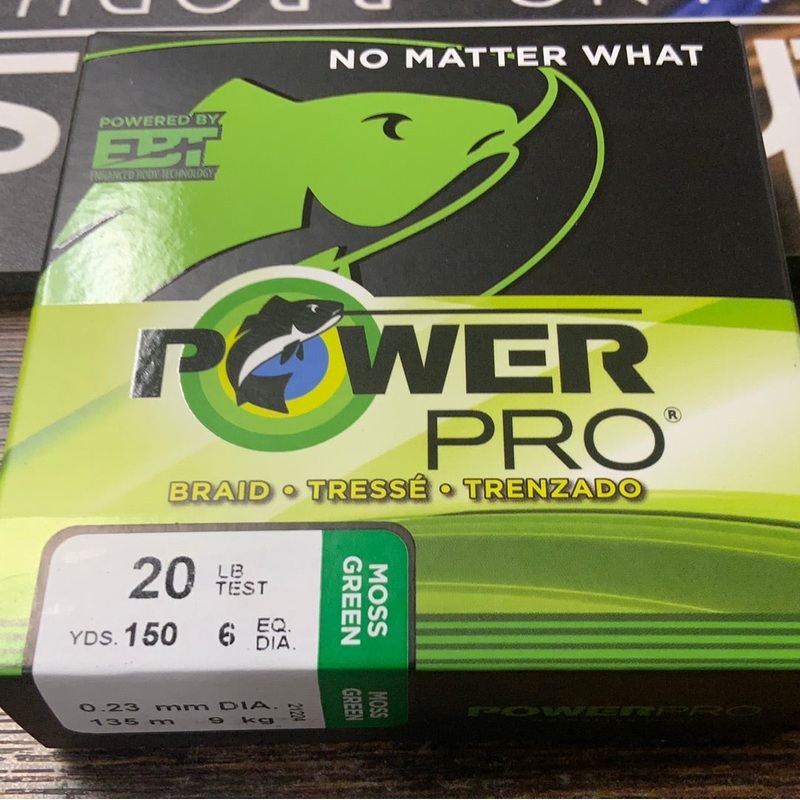 NO MATTER WHAT
POWERED BY
EBT
ENHANCED BODY TECHNOLOGY
POWER
PRO®
BRAID • TRESSÉ • TRENZADO
20 LB TEST
YDS. 150 6 EQ. DIA.
MOSS GREEN
0.23 mm DIA.
135 m 9 kg
MOSS GREEN
POWERPRO